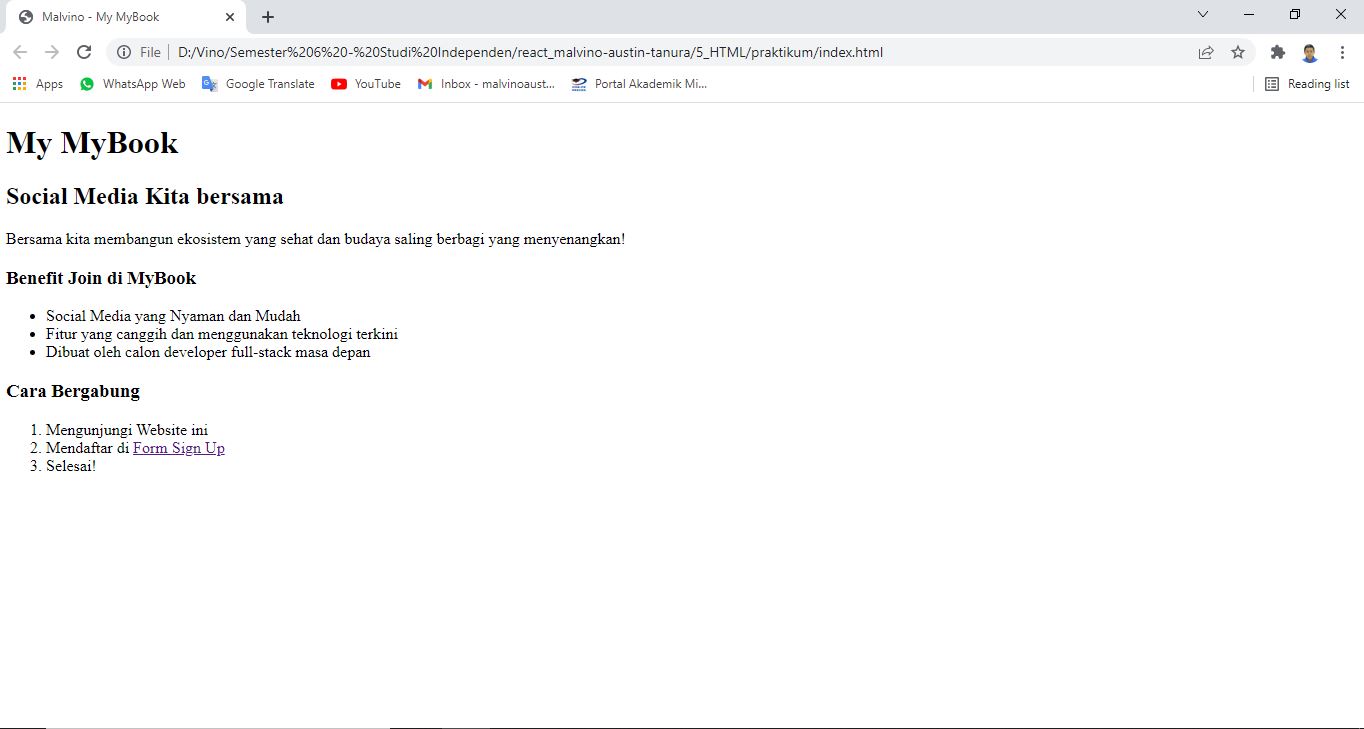 Malvino - My MyBook
File D:/Vino/Semester%206%20-%20Studi%20Independen/react_malvino-austin-tanura/5_HTML/praktikum/index.html
Apps WhatsApp Web Google Translate YouTube Inbox - malvinoaust... Portal Akademik Mi... Reading list
My MyBook
Social Media Kita bersama
Bersama kita membangun ekosistem yang sehat dan budaya saling berbagi yang menyenangkan!
Benefit Join di MyBook
• Social Media yang Nyaman dan Mudah
• Fitur yang canggih dan menggunakan teknologi terkini
• Dibuat oleh calon developer full-stack masa depan
Cara Bergabung
1. Mengunjungi Website ini
2. Mendaftar di Form Sign Up
3. Selesai!